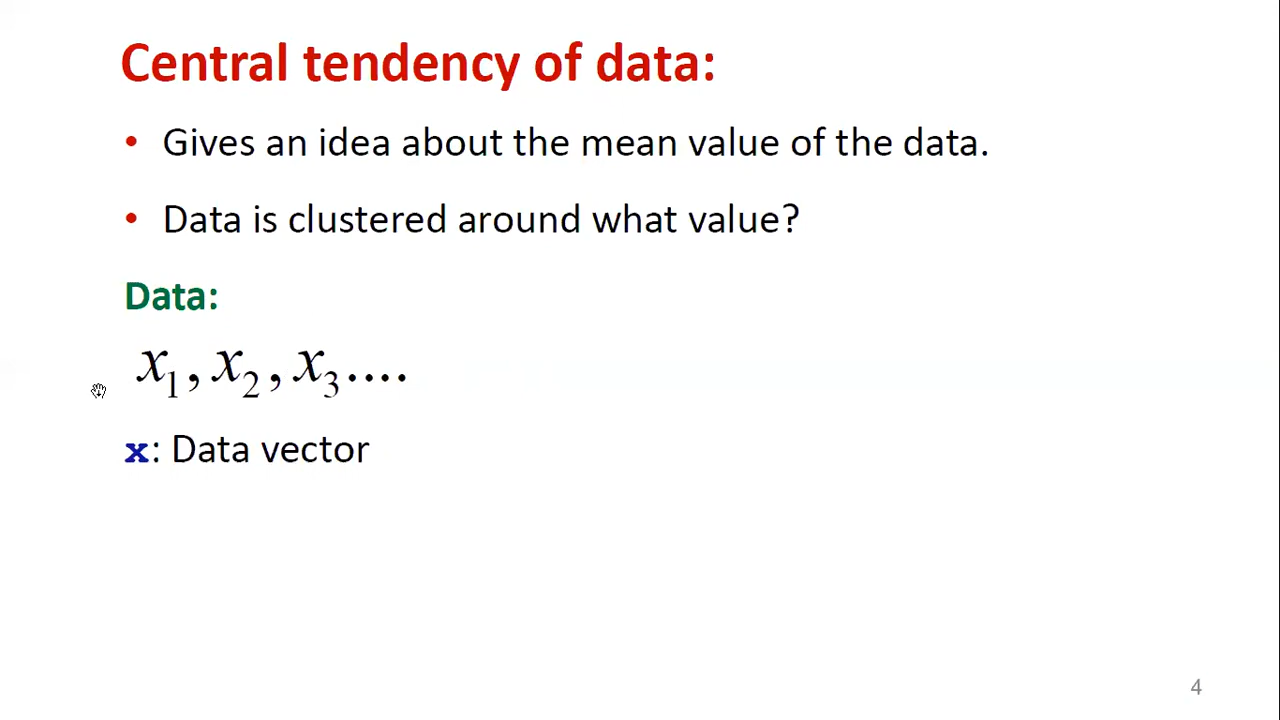 Central tendency of data:
• Gives an idea about the mean value of the data.
• Data is clustered around what value?
Data:
x₁, x₂, x₃....
x: Data vector
4